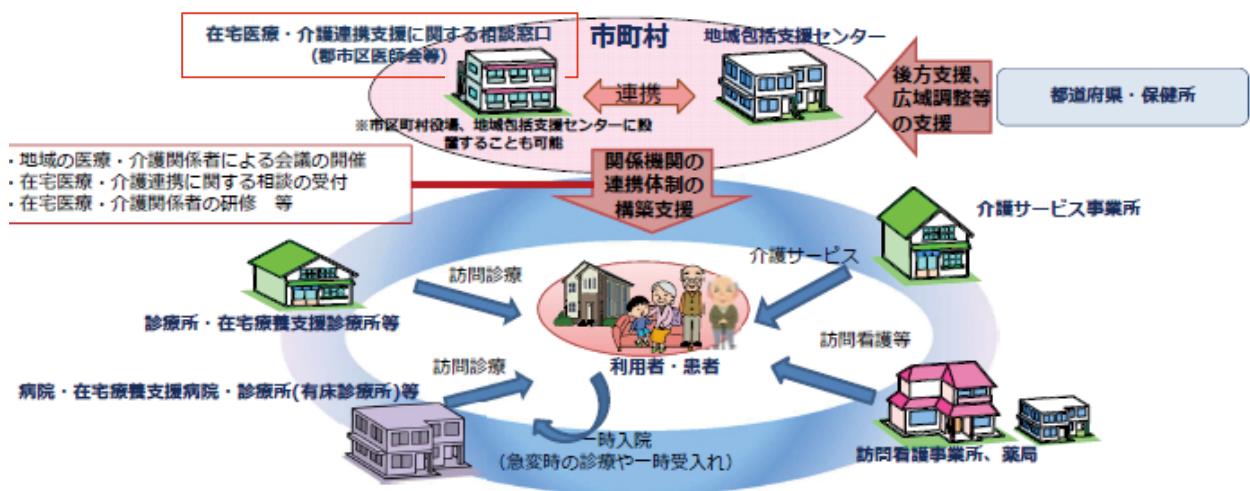 在宅医療・介護連携支援に関する相談窓口
(郡市区医師会等)
市町村
地域包括支援センター
連携
※市区町村役場、地域包括支援センターに設
置することも可能
後方支援、
広域調整等
の支援
都道府県・保健所
・地域の医療・介護関係者による会議の開催
・在宅医療・介護連携に関する相談の受付
・在宅医療・介護関係者の研修 等
関係機関の
連携体制の
構築支援
介護サービス事業所
介護サービス
訪問診療
診療所・在宅療養支援診療所等
利用者・患者
訪問看護等
訪問診療
病院・在宅療養支援病院・診療所(有床診療所)等
一時入院
(急変時の診療や一時受入れ)
訪問看護事業所、薬局